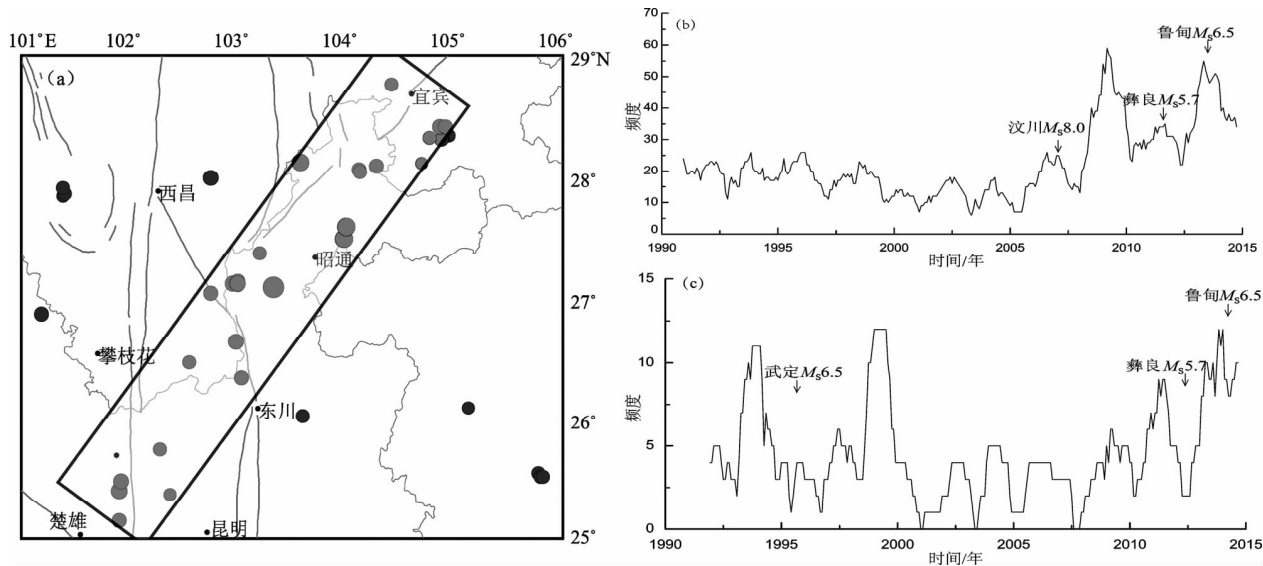 101°E 102 103 104 105 106°
29°N
(a)
宜宾
西昌
28°
昭通
27°
攀枝花
东川
26°
楚雄
昆明
25°
(b)
频度
70
60
50
40
30
20
10
0
鲁甸Ms6.5
彝良Ms5.7
汶川Ms8.0
1990 1995 2000 2005 2010 2015
时间/年
(c)
频度
15
10
5
0
鲁甸Ms6.5
武定Ms6.5
彝良Ms5.7
1990 1995 2000 2005 2010 2015
时间/年